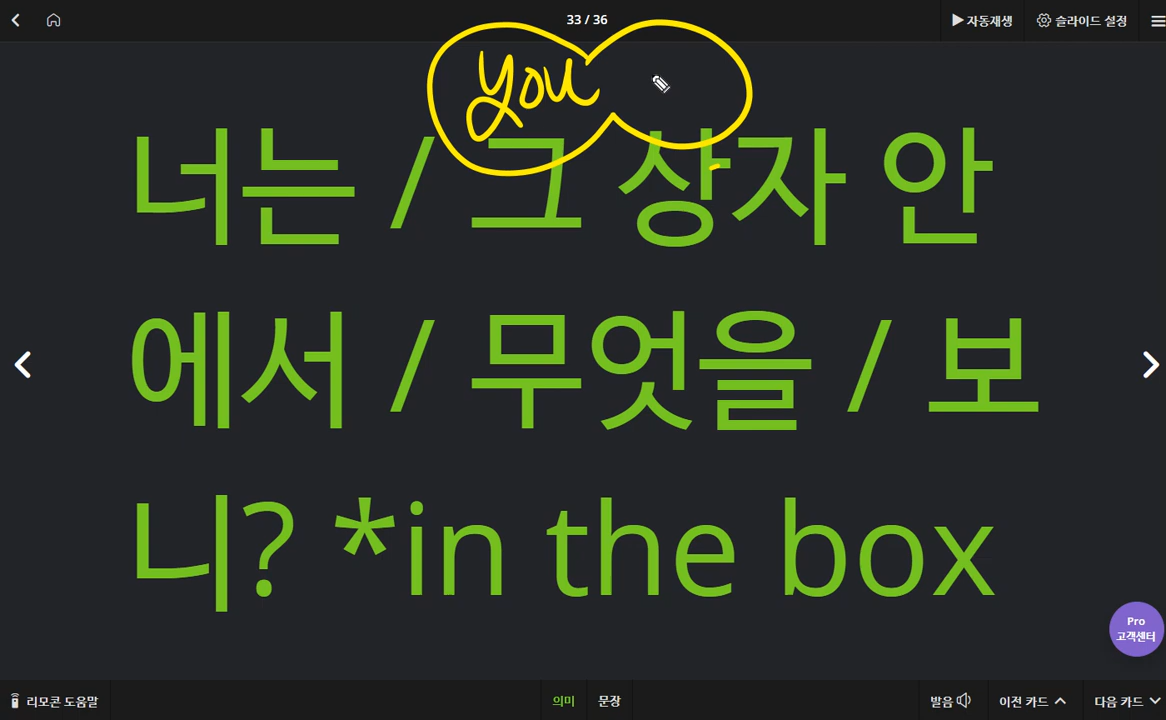 33 / 36
자동재생
슬라이드 설정
you
너는 / 그 상자 안
에서 / 무엇을 / 보
니? *in the box
Pro
고객센터
리모콘 도움말
의미
문장
발음
이전 카드
다음 카드